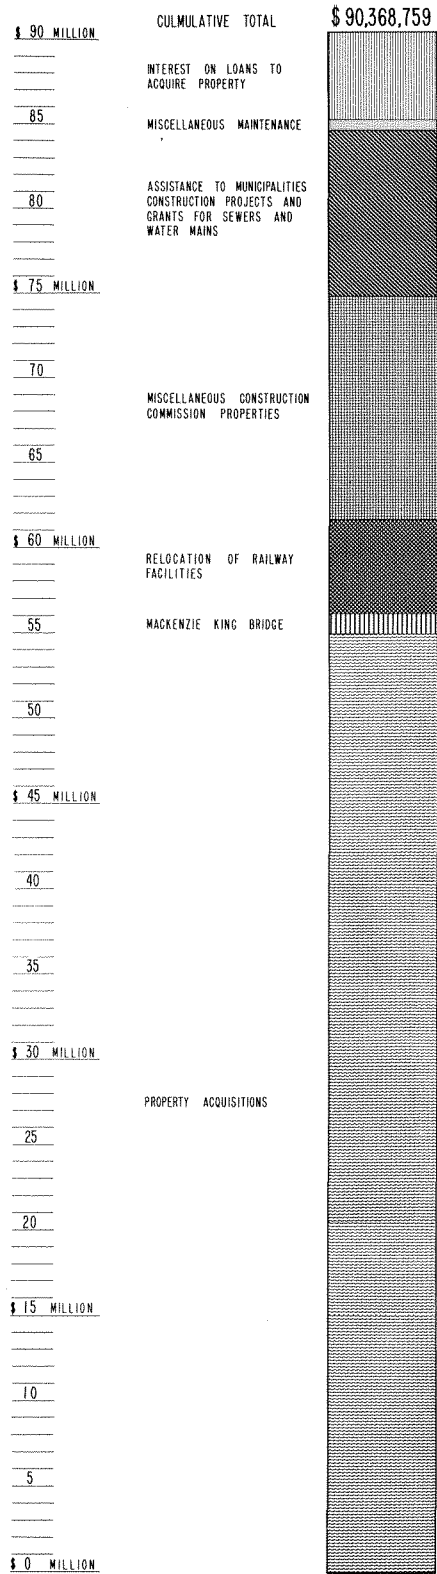 CULMULATIVE TOTAL $ 90,368,759
$ 90 MILLION
INTEREST ON LOANS TO
ACQUIRE PROPERTY
85
MISCELLANEOUS MAINTENANCE
ASSISTANCE TO MUNICIPALITIES
80 CONSTRUCTION PROJECTS AND
GRANTS FOR SEWERS AND
WATER MAINS
$ 75 MILLION
70
MISCELLANEOUS CONSTRUCTION
COMMISSION PROPERTIES
65
$ 60 MILLION
RELOCATION OF RAILWAY
FACILITIES
55 MACKENZIE KING BRIDGE
50
$ 45 MILLION
40
35
$ 30 MILLION
PROPERTY ACQUISITIONS
25
20
$ 15 MILLION
10
5
$ 0 MILLION